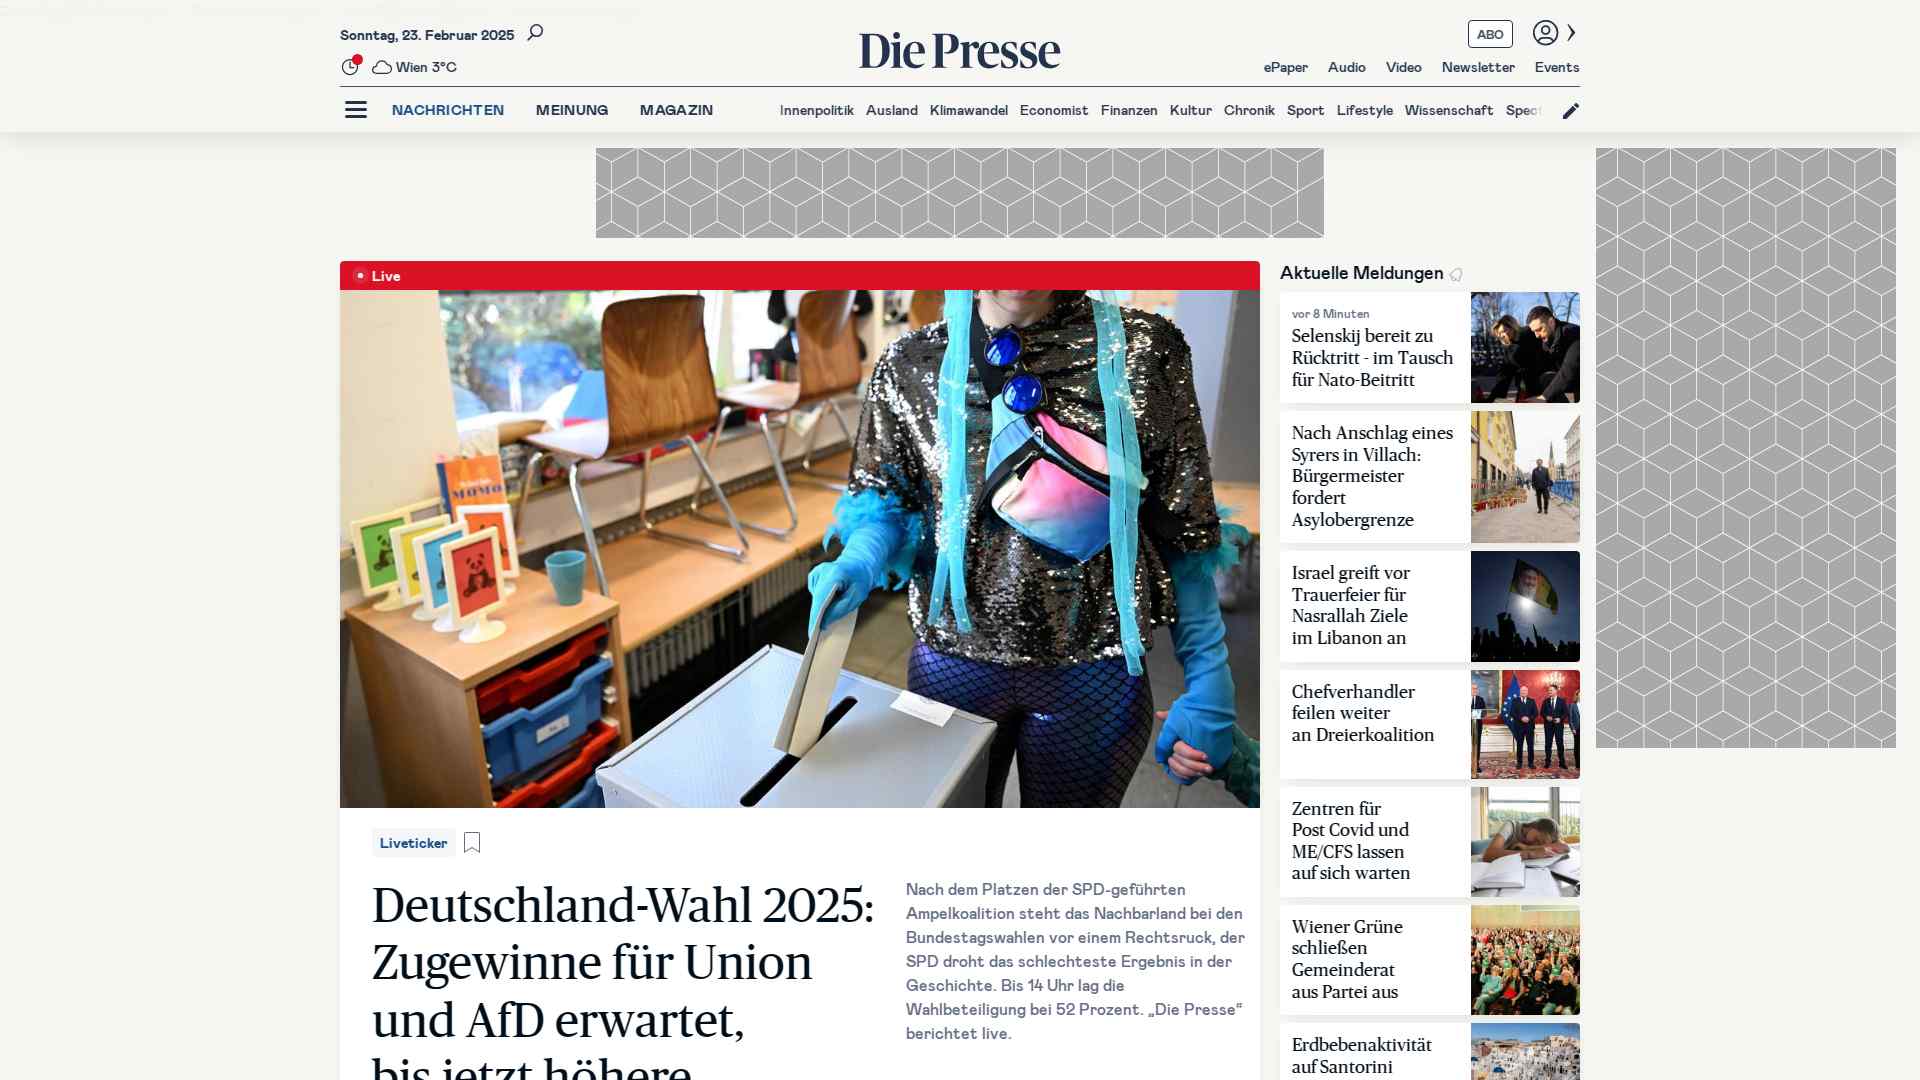 Sonntag, 23. Februar 2025
Wien 3°C
Die Presse
ABO
ePaper Audio Video Newsletter Events
NACHRICHTEN MEINUNG MAGAZIN
Innenpolitik Ausland Klimawandel Economist Finanzen Kultur Chronik Sport Lifestyle Wissenschaft Spect
Live
MOMO
Liveticker
Deutschland-Wahl 2025:
Zugewinne für Union
und AfD erwartet,
bis jetzt höhere
Nach dem Platzen der SPD-geführten
Ampelkoalition steht das Nachbarland bei den
Bundestagswahlen vor einem Rechtsruck, der
SPD droht das schlechteste Ergebnis in der
Geschichte. Bis 14 Uhr lag die
Wahlbeteiligung bei 52 Prozent. „Die Presse“
berichtet live.
Aktuelle Meldungen
vor 8 Minuten
Selenskij bereit zu
Rücktritt - im Tausch
für Nato-Beitritt
Nach Anschlag eines
Syrers in Villach:
Bürgermeister
fordert
Asylobergrenze
Israel greift vor
Trauerfeier für
Nasrallah Ziele
im Libanon an
Chefverhandler
feilen weiter
an Dreierkoalition
Zentren für
Post Covid und
ME/CFS lassen
auf sich warten
Wiener Grüne
schließen
Gemeinderat
aus Partei aus
Erdbebenaktivität
auf Santorini